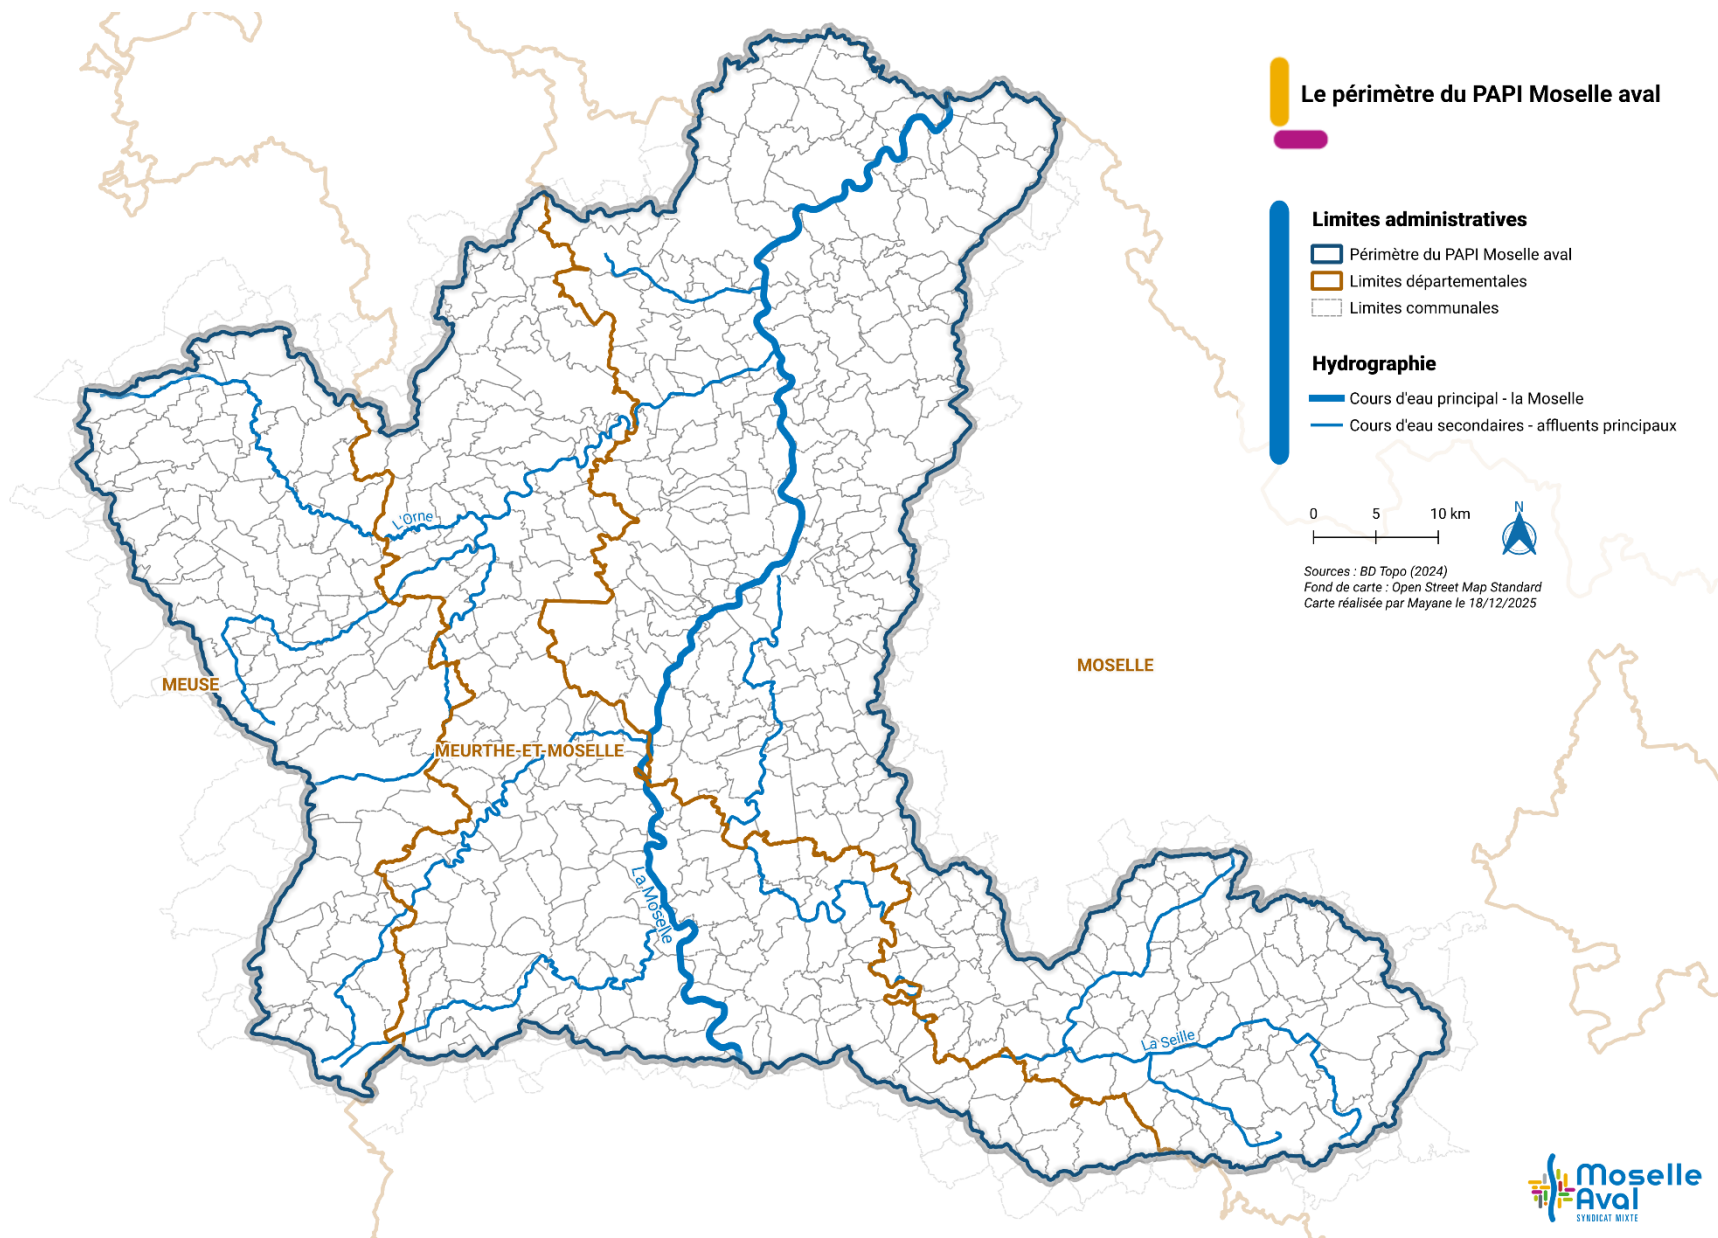 Le périmètre du PAPI Moselle aval
Limites administratives
Périmètre du PAPI Moselle aval
Limites départementales
Limites communales
Hydrographie
Cours d'eau principal - la Moselle
Cours d'eau secondaires - affluents principaux
0 5 10 km
N
Sources : BD Topo (2024)
Fond de carte : Open Street Map Standard
Carte réalisée par Mayane le 18/12/2025
L'Orne
MEUSE
MOSELLE
MEURTHE-ET-MOSELLE
La Moselle
La Seille
Moselle
Aval
SYNDICAT MIXTE